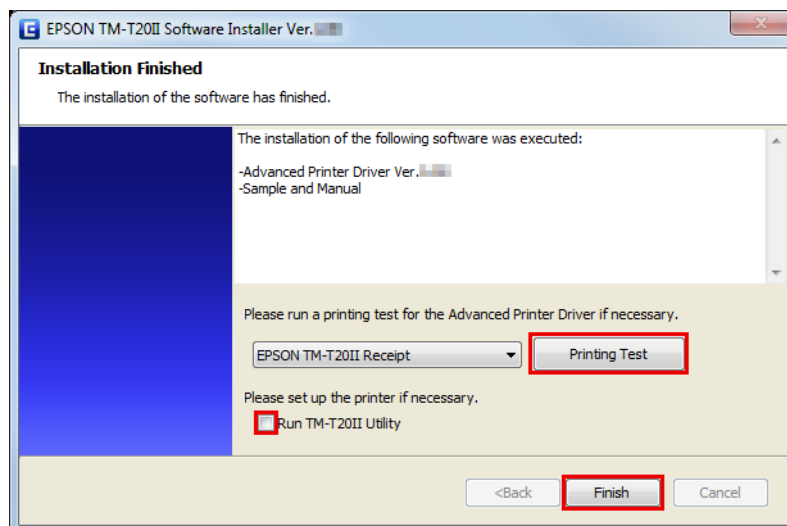 EPSON TM-T20II Software Installer Ver.
Installation Finished
The installation of the software has finished.
The installation of the following software was executed:
-Advanced Printer Driver Ver.
-Sample and Manual
Please run a printing test for the Advanced Printer Driver if necessary.
EPSON TM-T20II Receipt
Printing Test
Please set up the printer if necessary.
Run TM-T20II Utility
<Back
Finish
Cancel